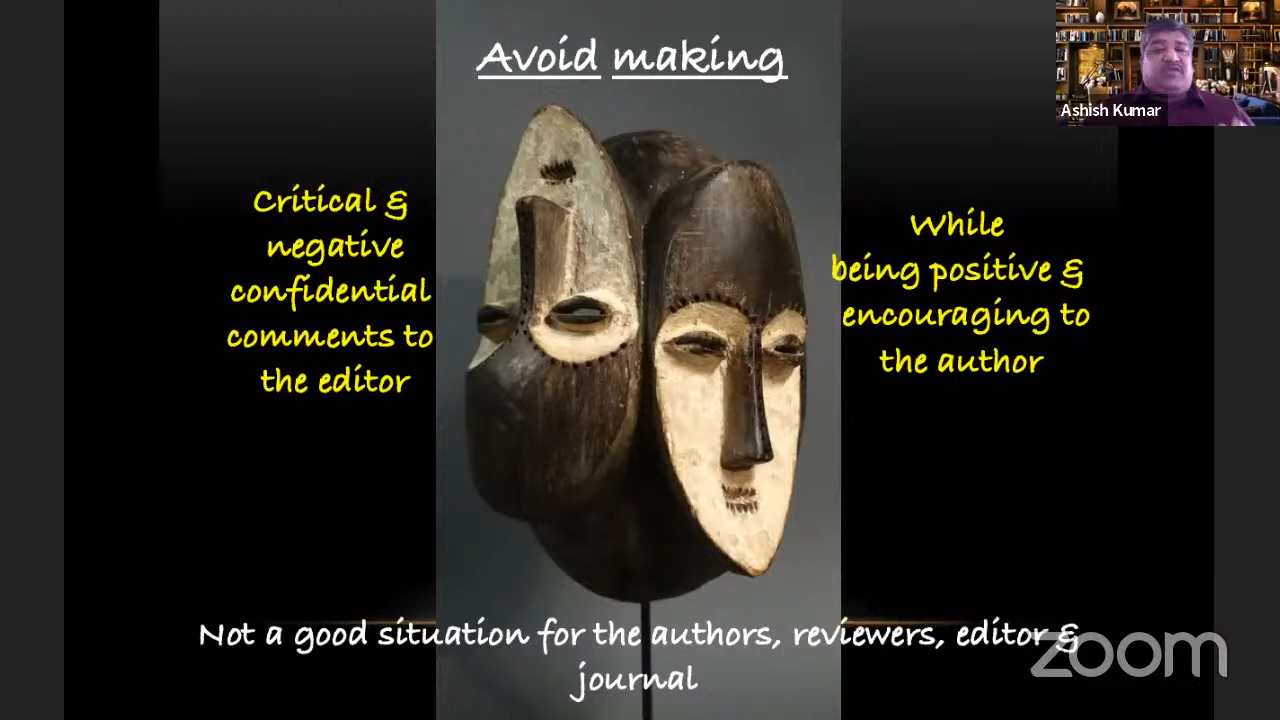 Avoid making
Critical &
negative
confidential
comments to
the editor
While
being positive &
encouraging to
the author
Not a good situation for the authors, reviewers, editor &
journal
Ashish Kumar
zoom